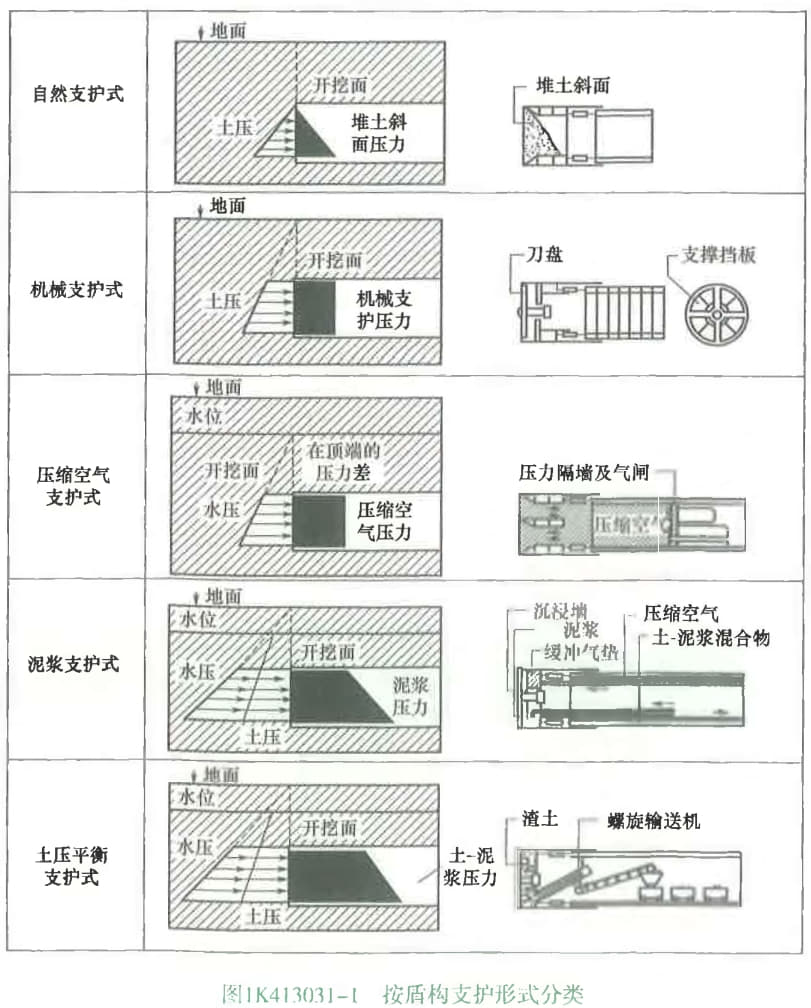 自然支护式
地面
开挖面
土压
堆土斜
面压力
堆土斜面
机械支护式
地面
开挖面
土压
机械支
护压力
刀盘
支撑挡板
压缩空气
支护式
地面
水位
开挖面
在顶端的
压力差
水压
压缩空
气压力
压力隔墙及气闸
压缩空气
泥浆支护式
地面
水位
开挖面
水压
泥浆
压力
土压
沉浸墙
泥浆
缓冲气垫
压缩空气
土-泥浆混合物
土压平衡
支护式
地面
水位
开挖面
水压
土压
土-泥
浆压力
渣土
螺旋输送机
图1K413031-1 按盾构支护形式分类